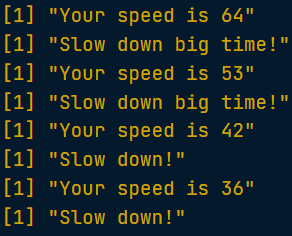 [1] "Your speed is 64"
[1] "Slow down big time!"
[1] "Your speed is 53"
[1] "Slow down big time!"
[1] "Your speed is 42"
[1] "Slow down!"
[1] "Your speed is 36"
[1] "Slow down!"